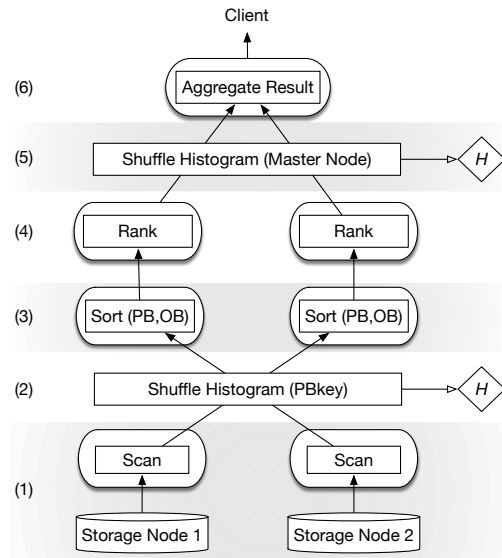 Client
(6) Aggregate Result
(5) Shuffle Histogram (Master Node) H
(4) Rank Rank
(3) Sort (PB,OB) Sort (PB,OB)
(2) Shuffle Histogram (PBkey) H
Scan Scan
(1)
Storage Node 1 Storage Node 2